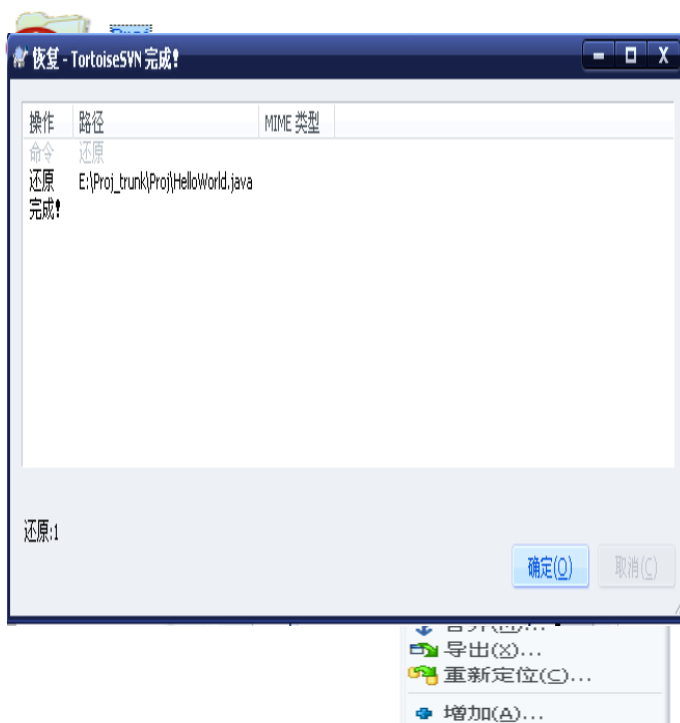 恢复 - TortoiseSVN 完成!
操作 路径 MIME 类型
命令 还原
还原 E:\Proj_trunk\Proj\HelloWorld.java
完成!
还原:1
确定(O) 取消(C)
导出(X)...
重新定位(C)...
增加(A)...